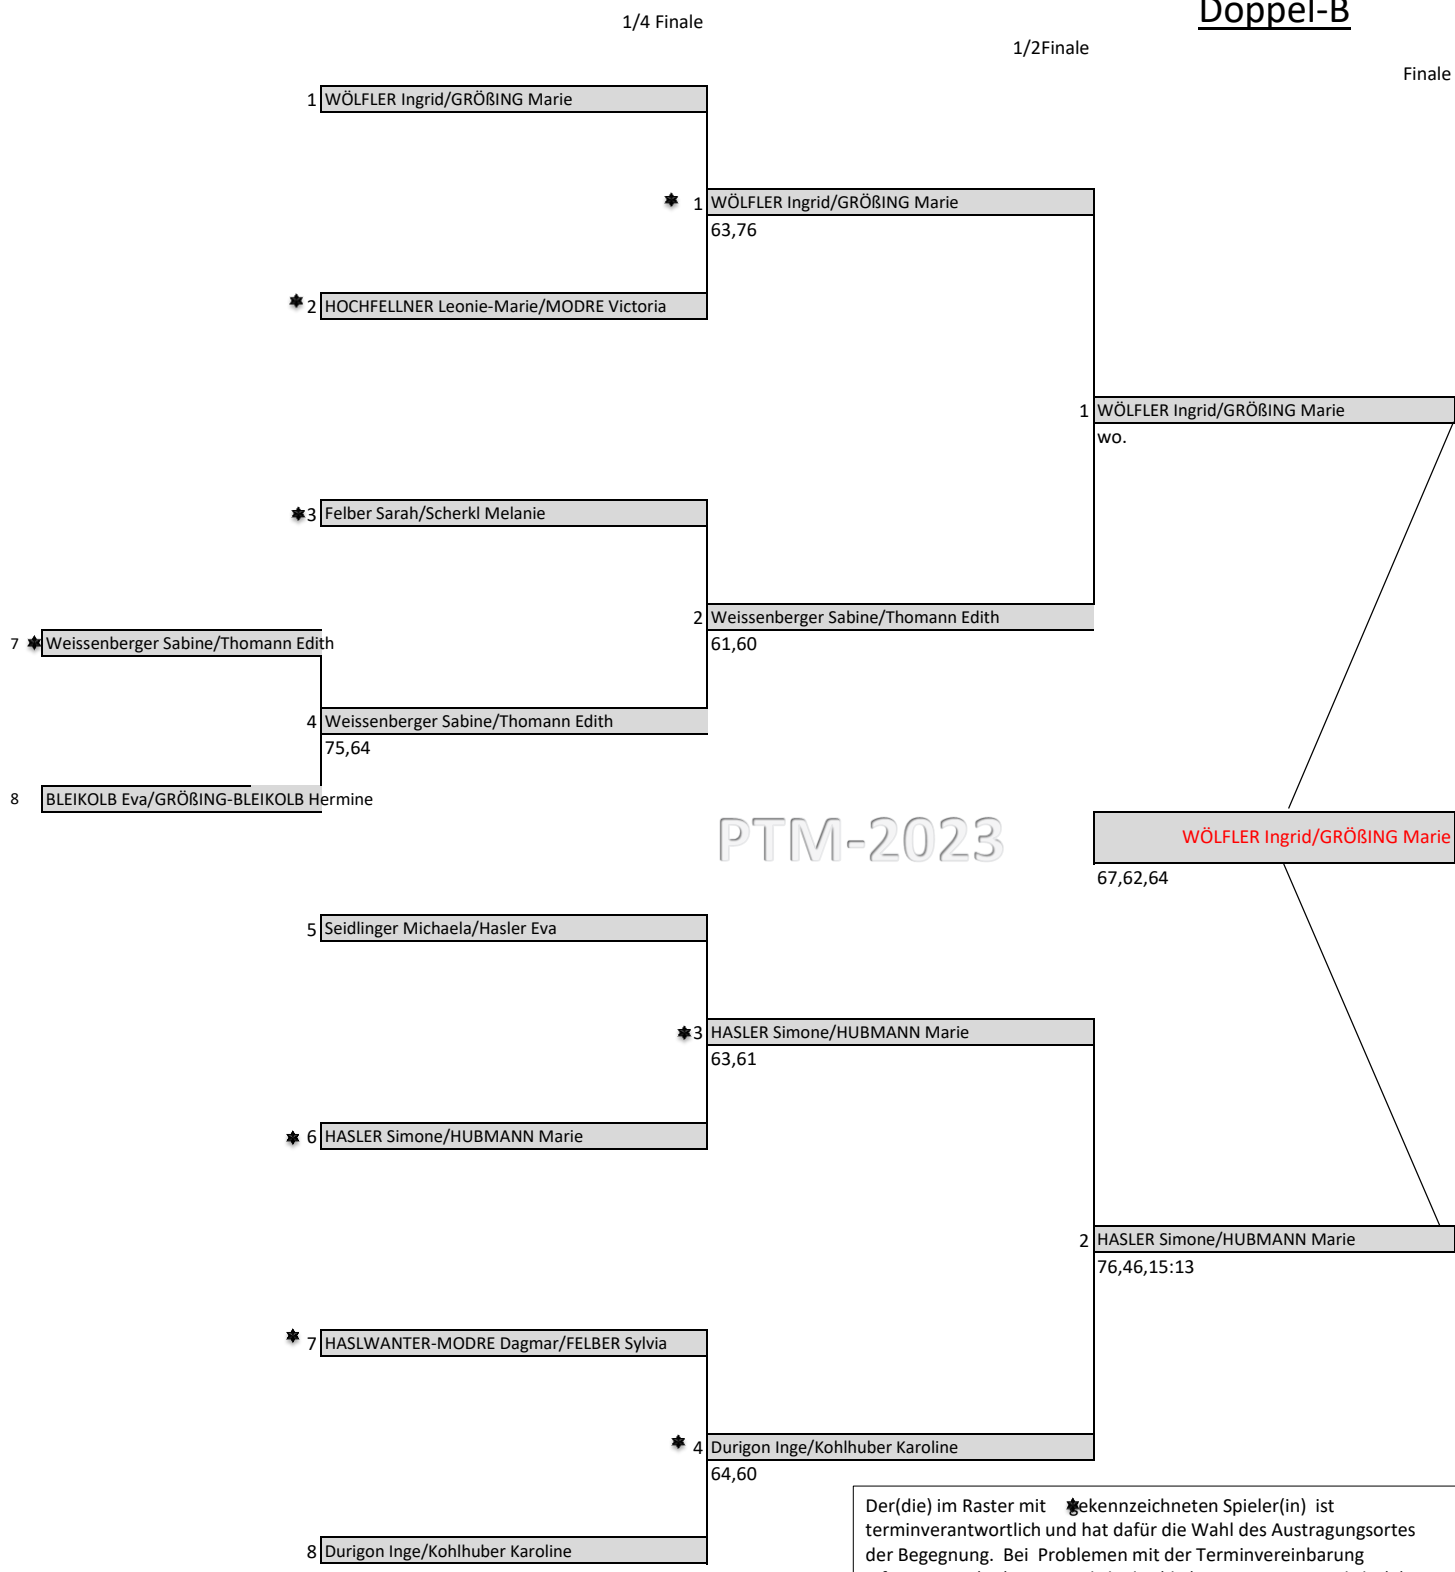 Doppel-B
1/4 Finale
1/2Finale
Finale
1 WÖLFLER Ingrid/GRÖßING Marie
1 WÖLFLER Ingrid/GRÖßING Marie
63,76
2 HOCHFELLNER Leonie-Marie/MODRE Victoria
1 WÖLFLER Ingrid/GRÖßING Marie
wo.
3 Felber Sarah/Scherkl Melanie
2 Weissenberger Sabine/Thomann Edith
61,60
7 Weissenberger Sabine/Thomann Edith
4 Weissenberger Sabine/Thomann Edith
75,64
8 BLEIKOLB Eva/GRÖßING-BLEIKOLB Hermine
PTM-2023
WÖLFLER Ingrid/GRÖßING Marie
67,62,64
5 Seidlinger Michaela/Hasler Eva
3 HASLER Simone/HUBMANN Marie
63,61
6 HASLER Simone/HUBMANN Marie
2 HASLER Simone/HUBMANN Marie
76,46,15:13
7 HASLWANTER-MODRE Dagmar/FELBER Sylvia
4 Durigon Inge/Kohlhuber Karoline
64,60
8 Durigon Inge/Kohlhuber Karoline
Der(die) im Raster mit gekennzeichneten Spieler(in) ist
terminverantwortlich und hat dafür die Wahl des Austragungsortes
der Begegnung. Bei Problemen mit der Terminvereinbarung